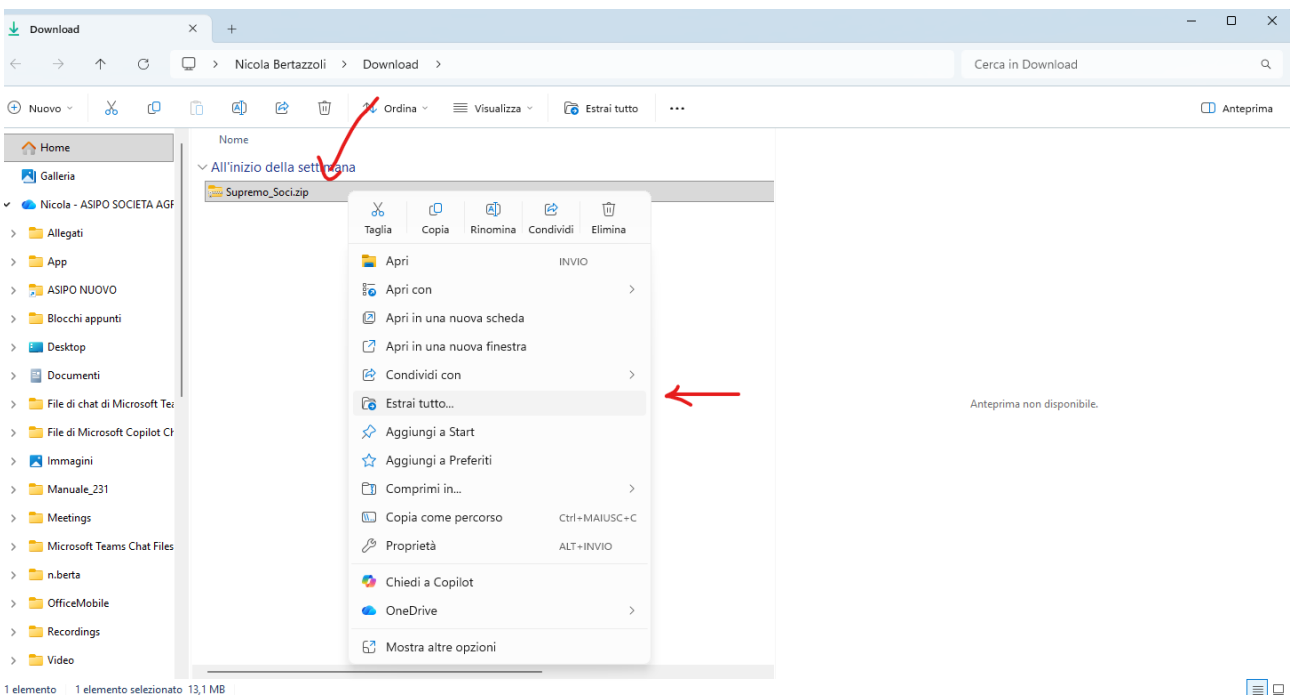 Download
Nicola Bertazzoli > Download >
Cerca in Download
Nuovo
Ordina
Visualizza
Estrai tutto
Anteprima
Home
Galleria
Nicola - ASIPO SOCIETA AGR
Allegati
App
ASIPO NUOVO
Blocchi appunti
Desktop
Documenti
File di chat di Microsoft Tea
File di Microsoft Copilot Ch
Immagini
Manuale_231
Meetings
Microsoft Teams Chat Files
n.berta
OfficeMobile
Recordings
Video
Nome
All'inizio della settimana
Supremo_Soci.zip
Taglia Copia Rinomina Condividi Elimina
Apri INVIO
Apri con
Apri in una nuova scheda
Apri in una nuova finestra
Condividi con
Estrai tutto...
Aggiungi a Start
Aggiungi a Preferiti
Comprimi in...
Copia come percorso Ctrl+MAIUSC+C
Proprietà ALT+INVIO
Chiedi a Copilot
OneDrive
Mostra altre opzioni
Anteprima non disponibile.
1 elemento 1 elemento selezionato 13,1 MB